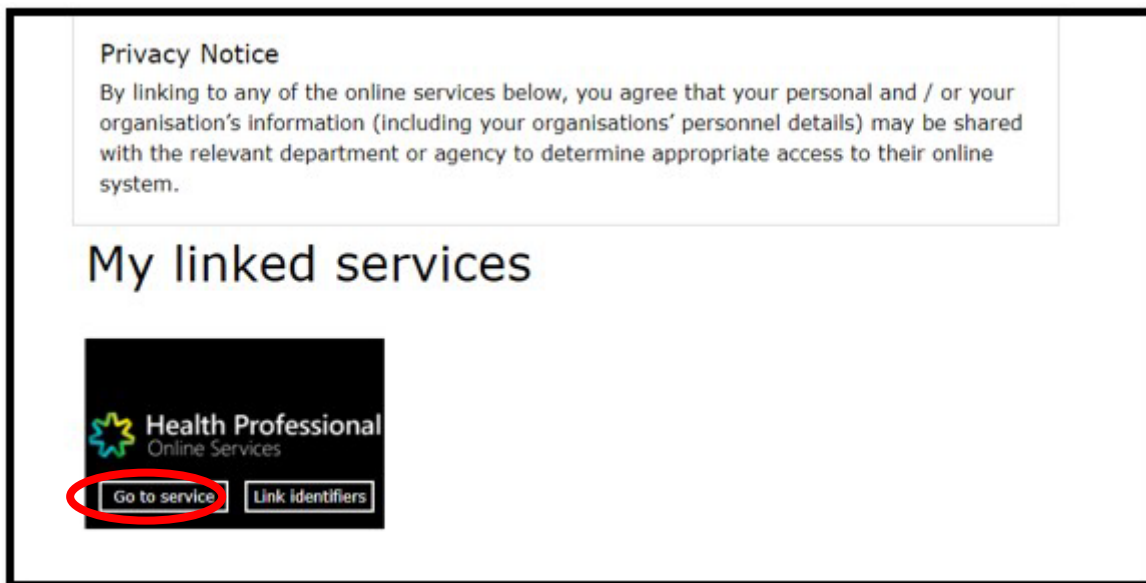 Privacy Notice
By linking to any of the online services below, you agree that your personal and / or your
organisation's information (including your organisations' personnel details) may be shared
with the relevant department or agency to determine appropriate access to their online
system.
My linked services
Health Professional
Online Services
Go to service Link identifiers